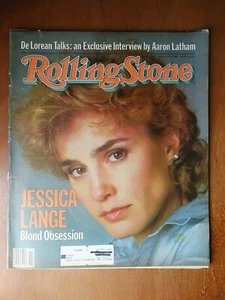 De Lorean Talks: an Exclusive Interview by Aaron Latham
RollingStone
JESSICA
LANGE
Blond Obsession